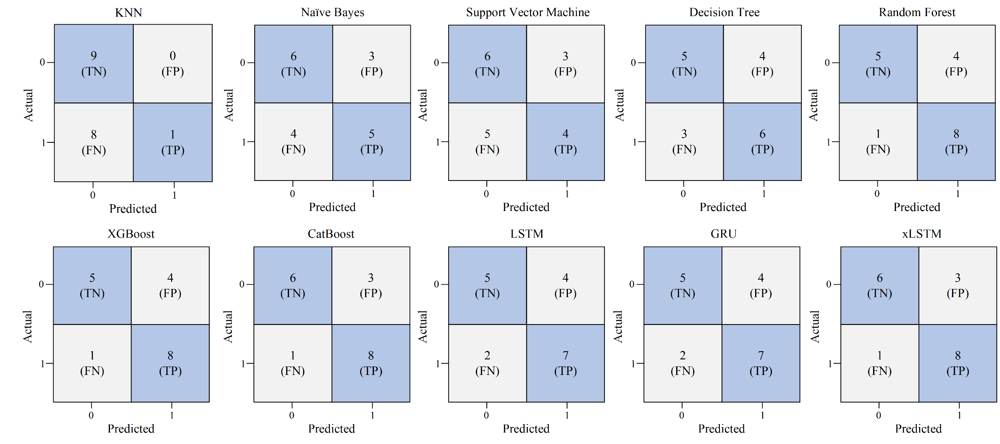 KNN
9
(TN)
0
(FP)
8
(FN)
1
(TP)
0
1
Actual
0
1
Predicted
Naïve Bayes
6
(TN)
3
(FP)
4
(FN)
5
(TP)
0
1
Actual
0
1
Predicted
Support Vector Machine
6
(TN)
3
(FP)
5
(FN)
4
(TP)
0
1
Actual
0
1
Predicted
Decision Tree
5
(TN)
4
(FP)
3
(FN)
6
(TP)
0
1
Actual
0
1
Predicted
Random Forest
5
(TN)
4
(FP)
1
(FN)
8
(TP)
0
1
Actual
0
1
Predicted
XGBoost
5
(TN)
4
(FP)
1
(FN)
8
(TP)
0
1
Actual
0
1
Predicted
CatBoost
6
(TN)
3
(FP)
1
(FN)
8
(TP)
0
1
Actual
0
1
Predicted
LSTM
5
(TN)
4
(FP)
2
(FN)
7
(TP)
0
1
Actual
0
1
Predicted
GRU
5
(TN)
4
(FP)
2
(FN)
7
(TP)
0
1
Actual
0
1
Predicted
xLSTM
6
(TN)
3
(FP)
1
(FN)
8
(TP)
0
1
Actual
0
1
Predicted